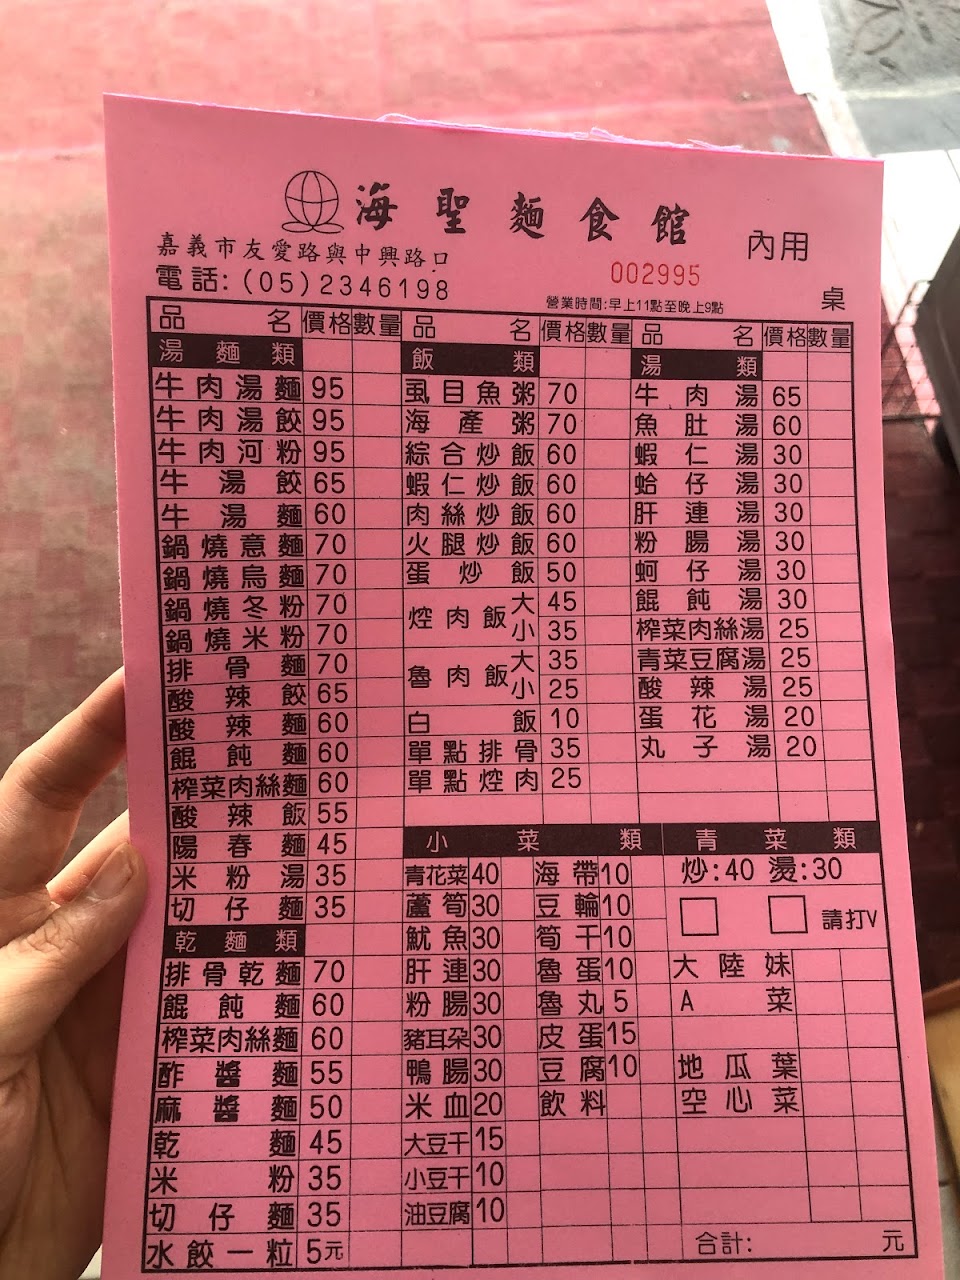 海聖麵食館
內用
嘉義市友愛路與中興路口
002995
電話:(05)2346198
營業時間:早上11點至晚上9點
桌
品名 價格 數量 品名 價格 數量 品名 價格 數量
湯麵類
牛肉湯麵 95
牛肉湯餃 95
牛肉河粉 95
牛湯餃 65
牛湯麵 60
鍋燒意麵 70
鍋燒烏麵 70
鍋燒冬粉 70
鍋燒米粉 70
排骨麵 70
酸辣餃 65
酸辣麵 60
餛飩麵 60
榨菜肉絲麵 60
酸辣飯 55
陽春麵 45
米粉湯 35
切仔麵 35
乾麵類
排骨乾麵 70
餛飩麵 60
榨菜肉絲麵 60
酢醬麵 55
麻醬麵 50
乾麵 45
米粉 35
切仔麵 35
水餃一粒 5元
飯類
虱目魚粥 70
海產粥 70
綜合炒飯 60
蝦仁炒飯 60
肉絲炒飯 60
火腿炒飯 60
蛋炒飯 50
焢肉飯 大 45
小 35
魯肉飯 大 35
小 25
白飯 10
單點排骨 35
單點焢肉 25
湯類
牛肉湯 65
魚肚湯 60
蝦仁湯 30
蛤仔湯 30
肝連湯 30
粉腸湯 30
蚵仔湯 30
餛飩湯 30
榨菜肉絲湯 25
青菜豆腐湯 25
酸辣湯 25
蛋花湯 20
丸子湯 20
小菜類
青花菜 40
蘆筍 30
魷魚 30
肝連 30
粉腸 30
豬耳朵 30
鴨腸 30
米血 20
大豆干 15
小豆干 10
油豆腐 10
海帶 10
豆輪 10
筍干 10
魯蛋 10
魯丸 5
皮蛋 15
豆腐 10
飲料
青菜類
炒:40 燙:30
請打V
大陸妹
A菜
地瓜葉
空心菜
合計: 元